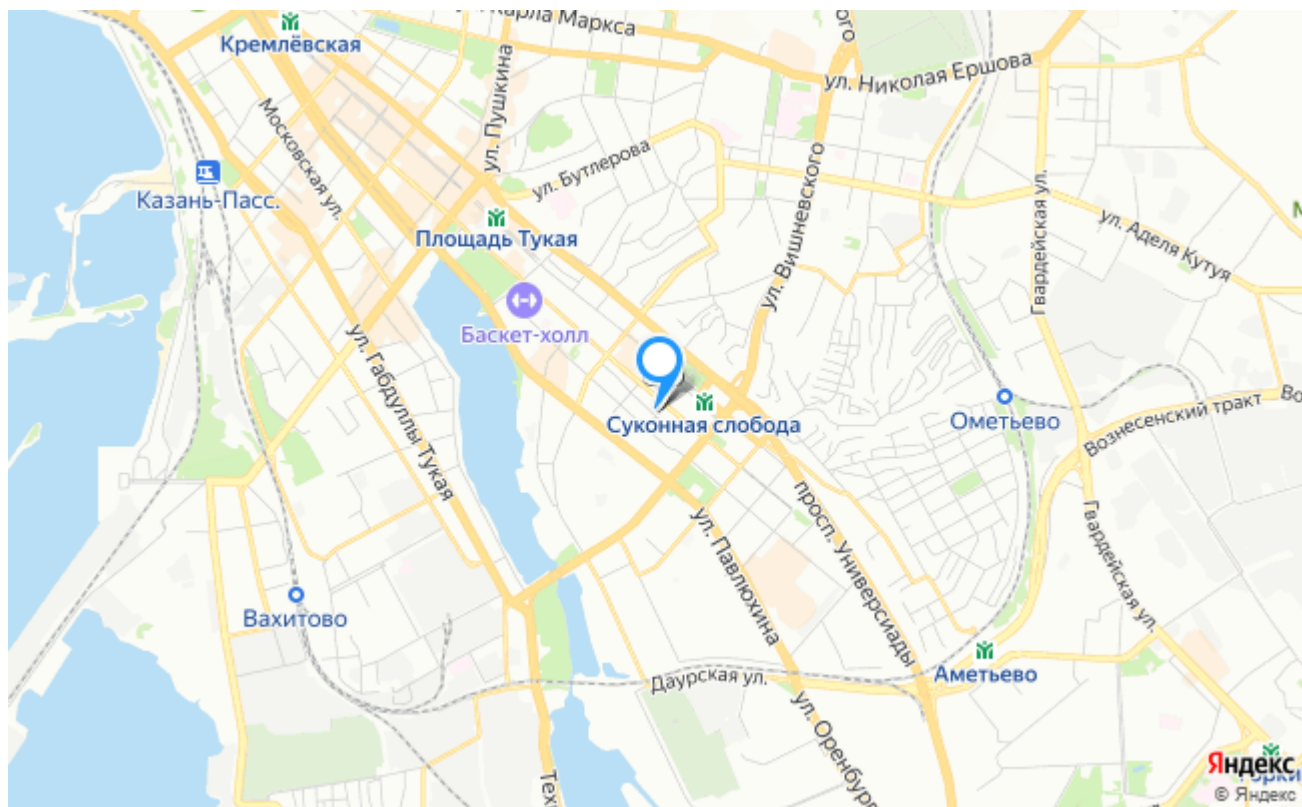 Карла Маркса
Кремлёвская
ул. Николая Ершова
ул. Пушкина
Московская ул.
ул. Бутлерова
ул. Вишневского
Гвардейская ул.
Казань-Пасс.
ул. Аделя Кутуя
Площадь Тукая
Баскет-холл
ул. Габдуллы Тукая
Суконная слобода
Ометьево
Вознесенский тракт
просп. Универсиады
ул. Павлюхина
Гвардейская ул.
Вахитово
Аметьево
Даурская ул.
ул. Оренбург
Яндекс
© Яндекс